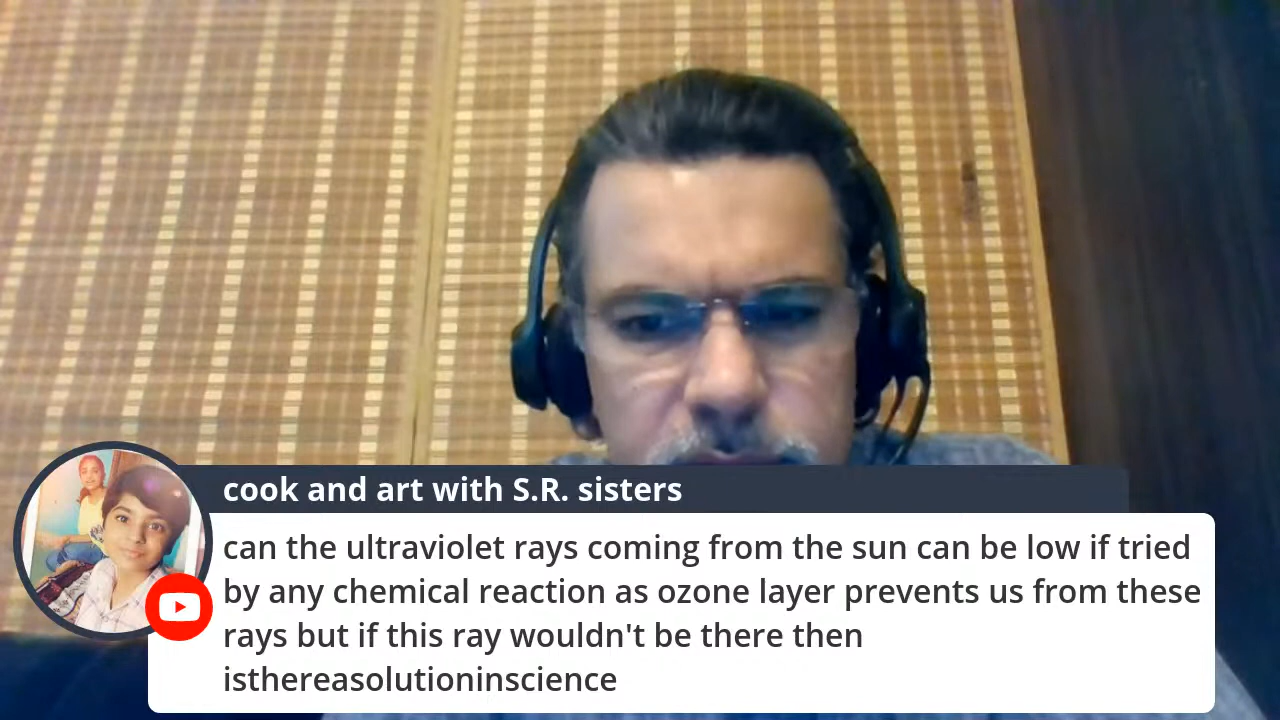 cook and art with S.R. sisters
can the ultraviolet rays coming from the sun can be low if tried
by any chemical reaction as ozone layer prevents us from these
rays but if this ray wouldn't be there then
isthereasolutioninscience